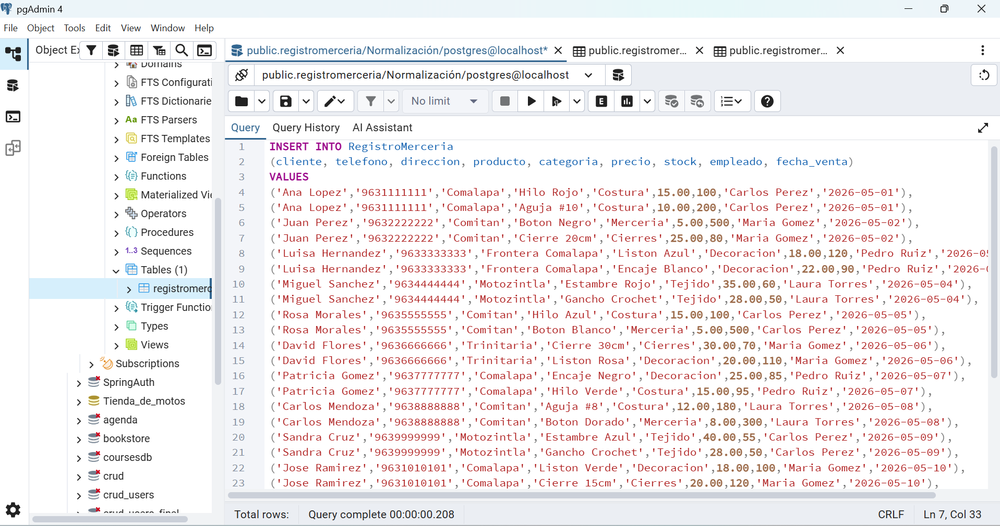 pgAdmin 4
File Object Tools Edit View Window Help
Object Ex
public.registromerceria/Normalización/postgres@localhost*
public.registromer...
public.registromer...
public.registromerceria/Normalización/postgres@localhost
No limit
Query Query History AI Assistant
Domains
FTS Configurati
FTS Dictionarie
FTS Parsers
FTS Templates
Foreign Tables
Functions
Materialized Vie
Operators
Procedures
1..3 Sequences
Tables (1)
registromerc
Trigger Functio
Types
Views
Subscriptions
SpringAuth
Tienda_de_motos
agenda
bookstore
coursesdb
crud
crud_users
crud_users_final
1 INSERT INTO RegistroMerceria
2 (cliente, telefono, direccion, producto, categoria, precio, stock, empleado, fecha_venta)
3 VALUES
4 ('Ana Lopez','9631111111','Comalapa','Hilo Rojo','Costura',15.00,100,'Carlos Perez','2026-05-01'),
5 ('Ana Lopez','9631111111','Comalapa','Aguja #10','Costura',10.00,200,'Carlos Perez','2026-05-01'),
6 ('Juan Perez','9632222222','Comitan','Boton Negro','Merceria',5.00,500,'Maria Gomez','2026-05-02'),
7 ('Juan Perez','9632222222','Comitan','Cierre 20cm','Cierres',25.00,80,'Maria Gomez','2026-05-02'),
8 ('Luisa Hernandez','9633333333','Frontera Comalapa','Liston Azul','Decoracion',18.00,120,'Pedro Ruiz','2026-05
9 ('Luisa Hernandez','9633333333','Frontera Comalapa','Encaje Blanco','Decoracion',22.00,90,'Pedro Ruiz','2026-0
10 ('Miguel Sanchez','9634444444','Motozintla','Estambre Rojo','Tejido',35.00,60,'Laura Torres','2026-05-04'),
11 ('Miguel Sanchez','9634444444','Motozintla','Gancho Crochet','Tejido',28.00,50,'Laura Torres','2026-05-04'),
12 ('Rosa Morales','9635555555','Comitan','Hilo Azul','Costura',15.00,100,'Carlos Perez','2026-05-05'),
13 ('Rosa Morales','9635555555','Comitan','Boton Blanco','Merceria',5.00,500,'Carlos Perez','2026-05-05'),
14 ('David Flores','9636666666','Trinitaria','Cierre 30cm','Cierres',30.00,70,'Maria Gomez','2026-05-06'),
15 ('David Flores','9636666666','Trinitaria','Liston Rosa','Decoracion',20.00,110,'Maria Gomez','2026-05-06'),
16 ('Patricia Gomez','9637777777','Comalapa','Encaje Negro','Decoracion',25.00,85,'Pedro Ruiz','2026-05-07'),
17 ('Patricia Gomez','9637777777','Comalapa','Hilo Verde','Costura',15.00,95,'Pedro Ruiz','2026-05-07'),
18 ('Carlos Mendoza','9638888888','Comitan','Aguja #8','Costura',12.00,180,'Laura Torres','2026-05-08'),
19 ('Carlos Mendoza','9638888888','Comitan','Boton Dorado','Merceria',8.00,300,'Laura Torres','2026-05-08'),
20 ('Sandra Cruz','9639999999','Motozintla','Estambre Azul','Tejido',40.00,55,'Carlos Perez','2026-05-09'),
21 ('Sandra Cruz','9639999999','Motozintla','Gancho Crochet','Tejido',28.00,50,'Carlos Perez','2026-05-09'),
22 ('Jose Ramirez','9631010101','Comalapa','Liston Verde','Decoracion',18.00,100,'Maria Gomez','2026-05-10'),
23 ('Jose Ramirez','9631010101','Comalapa','Cierre 15cm','Cierres',20.00,120,'Maria Gomez','2026-05-10'),
Total rows: Query complete 00:00:00.208 CRLF Ln 7, Col 33